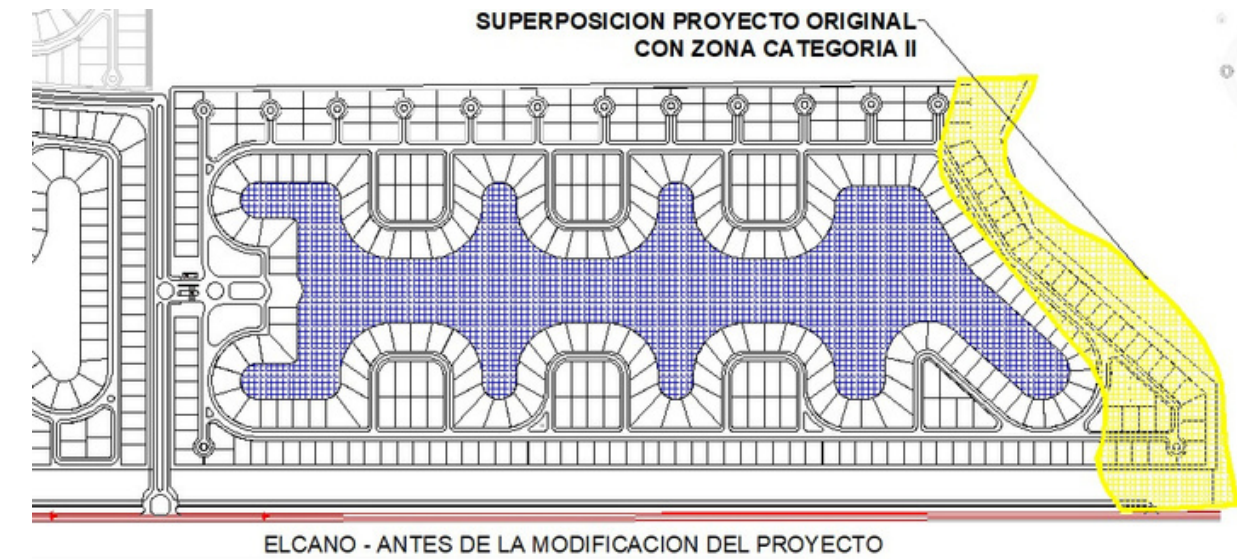 SUPERPOSICION PROYECTO ORIGINAL
CON ZONA CATEGORIA II
ELCANO - ANTES DE LA MODIFICACION DEL PROYECTO